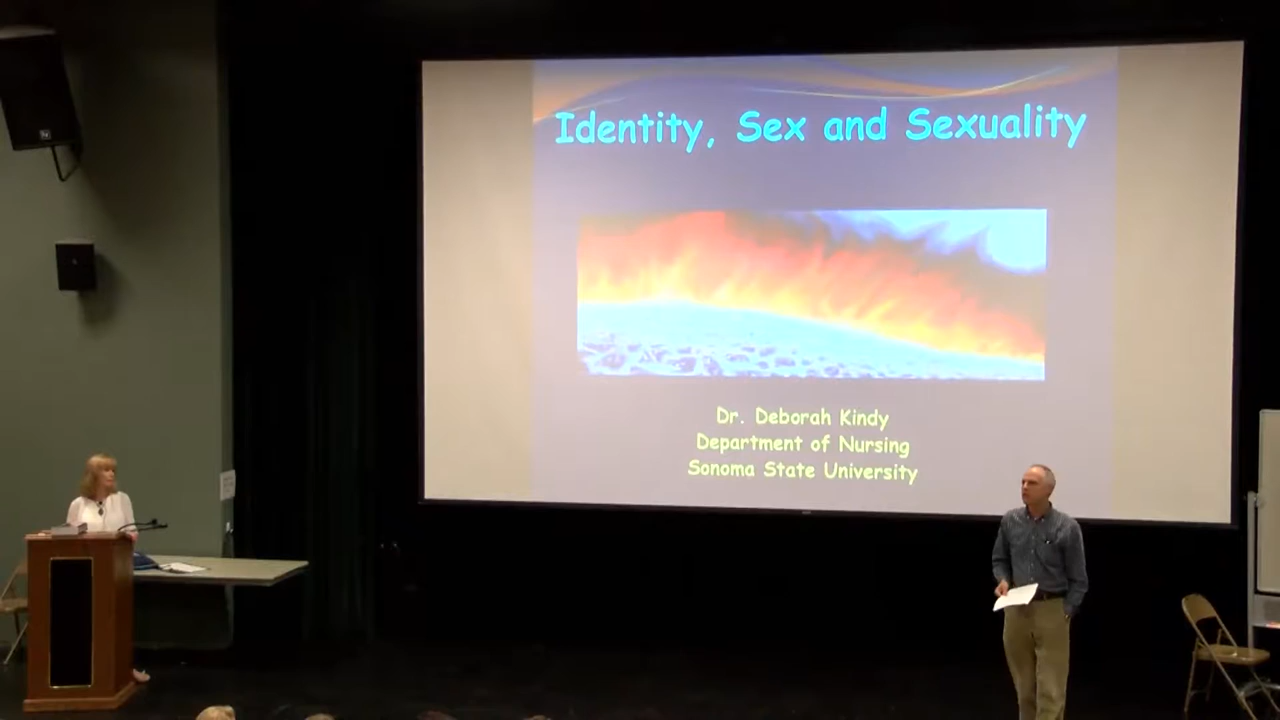 Identity, Sex and Sexuality
Dr. Deborah Kindy
Department of Nursing
Sonoma State University